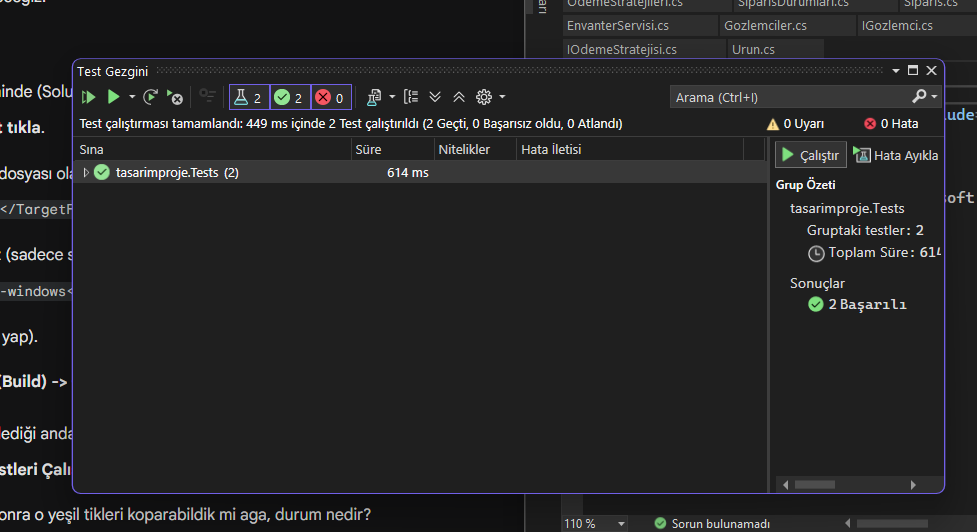 OdemeStratejileri.cs SiparisDurumlari.cs Siparis.cs
EnvanterServisi.cs Gozlemciler.cs IGozlemci.cs
IOdemeStratejisi.cs Urun.cs
Test Gezgini
2 2 0
Arama (Ctrl+I)
Test çalıştırması tamamlandı: 449 ms içinde 2 Test çalıştırıldı (2 Geçti, 0 Başarısız oldu, 0 Atlandı)
0 Uyarı 0 Hata
Sına Süre Nitelikler Hata İletisi
tasarimproje.Tests (2) 614 ms
Çalıştır Hata Ayıkla
Grup Özeti
tasarimproje.Tests
Gruptaki testler: 2
Toplam Süre: 614
Sonuçlar
2 Başarılı
inde (Solu
t tıkla.
dosyası ola
</TargetF
(sadece s
-windows<
yap).
(Build) ->
lediği anda
stleri Çalı
onra o yeşil tikleri koparabildik mi aga, durum nedir?
110 % Sorun bulunamadı